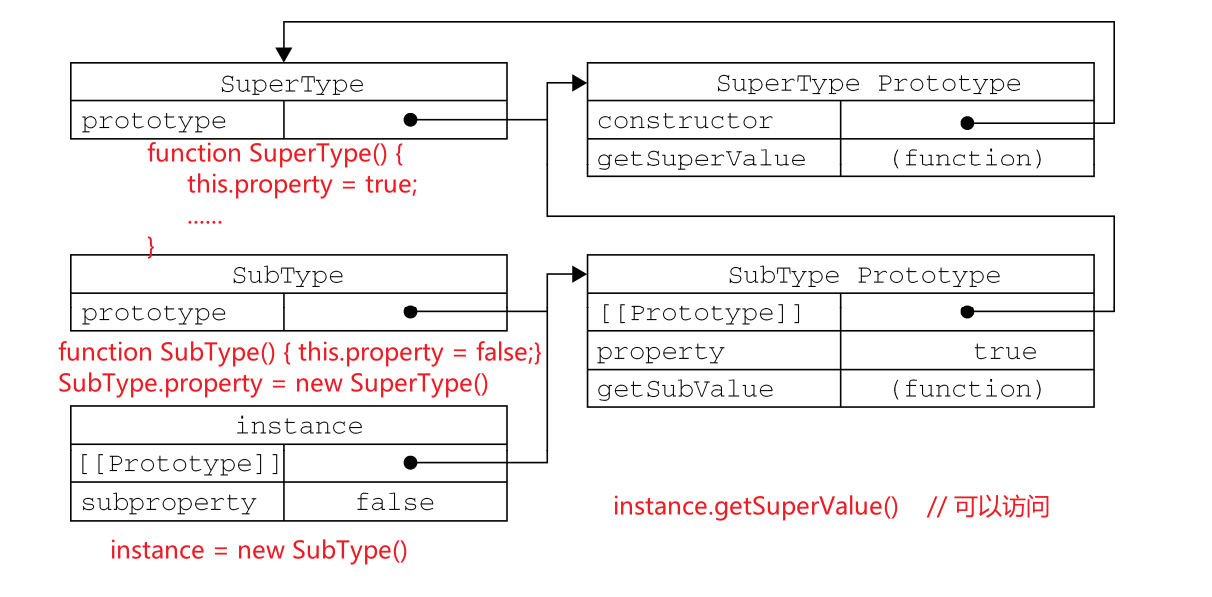 SuperType
prototype
function SuperType() {
this.property = true;
......
}
SuperType Prototype
constructor
getSuperValue (function)
SubType
prototype
function SubType() { this.property = false;}
SubType.property = new SuperType()
SubType Prototype
[[Prototype]]
property true
getSubValue (function)
instance
[[Prototype]]
subproperty false
instance = new SubType()
instance.getSuperValue() // 可以访问